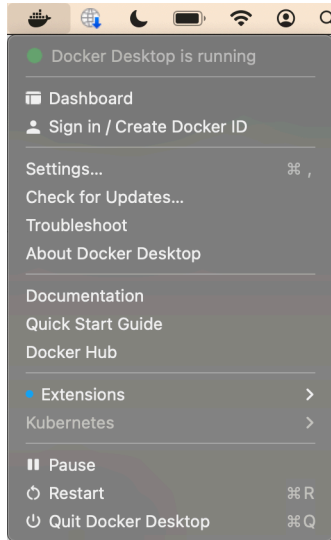 Docker Desktop is running
Dashboard
Sign in / Create Docker ID
Settings... ⌘ ,
Check for Updates...
Troubleshoot
About Docker Desktop
Documentation
Quick Start Guide
Docker Hub
Extensions
Kubernetes
Pause
Restart ⌘ R
Quit Docker Desktop ⌘ Q